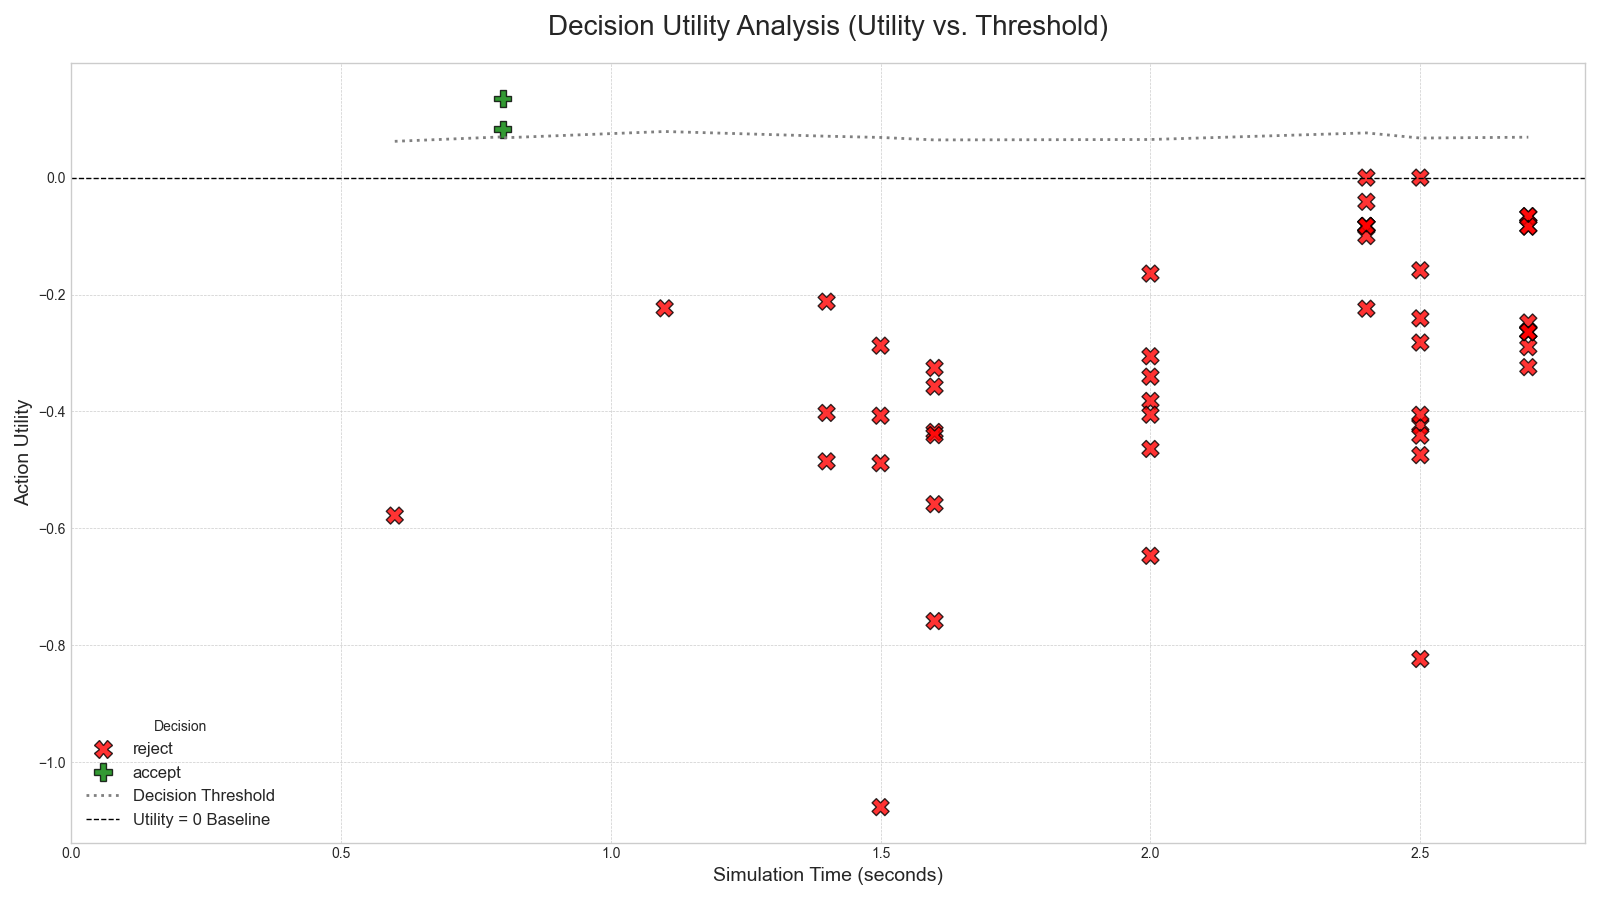 Decision Utility Analysis (Utility vs. Threshold)
Action Utility
0.0
−0.2
−0.4
−0.6
−0.8
−1.0
Decision
reject
accept
Decision Threshold
Utility = 0 Baseline
0.0 0.5 1.0 1.5 2.0 2.5
Simulation Time (seconds)